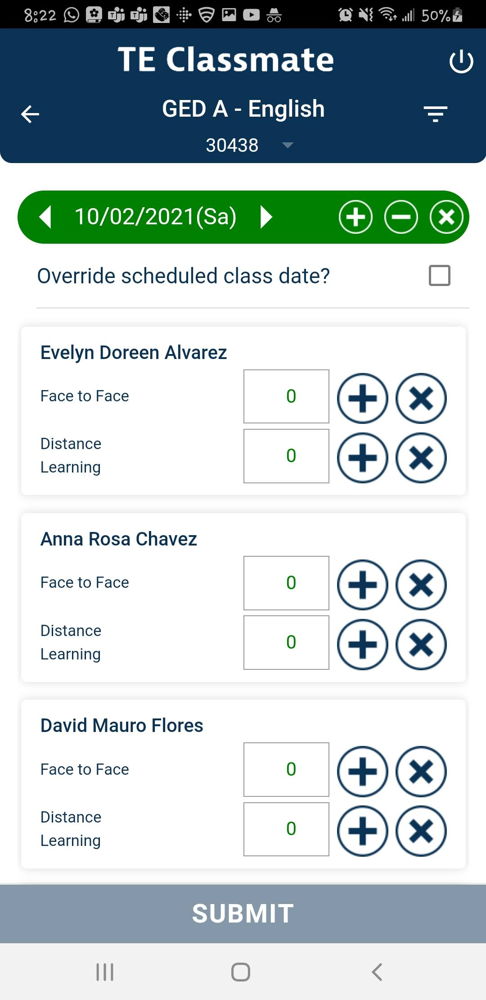 8:22 50%
TE Classmate
GED A - English
30438
10/02/2021(Sa)
Override scheduled class date?
Evelyn Doreen Alvarez
Face to Face 0
Distance Learning 0
Anna Rosa Chavez
Face to Face 0
Distance Learning 0
David Mauro Flores
Face to Face 0
Distance Learning 0
SUBMIT